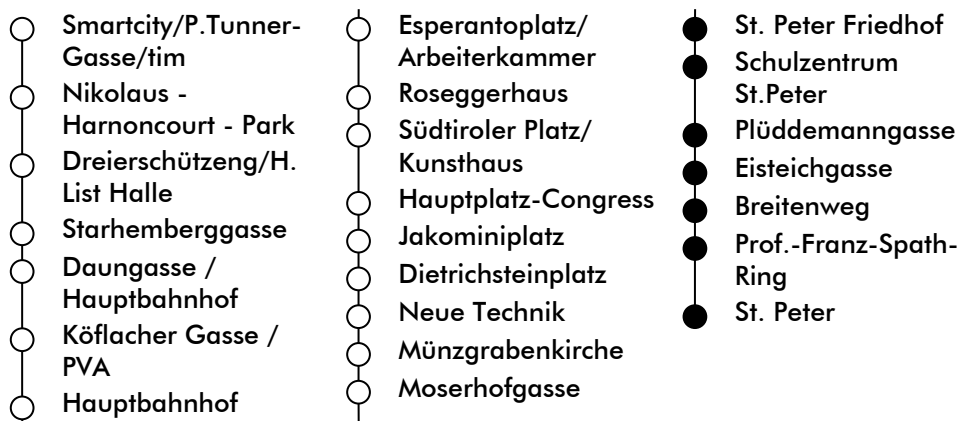 Smartcity/P.Tunner-
Gasse/tim
Nikolaus -
Harnoncourt - Park
Dreierschützeng/H.
List Halle
Starhemberggasse
Daungasse /
Hauptbahnhof
Köflacher Gasse /
PVA
Hauptbahnhof
Esperantoplatz/
Arbeiterkammer
Roseggerhaus
Südtiroler Platz/
Kunsthaus
Hauptplatz-Congress
Jakominiplatz
Dietrichsteinplatz
Neue Technik
Münzgrabenkirche
Moserhofgasse
St. Peter Friedhof
Schulzentrum
St.Peter
Plüddemanngasse
Eisteichgasse
Breitenweg
Prof.-Franz-Spath-
Ring
St. Peter